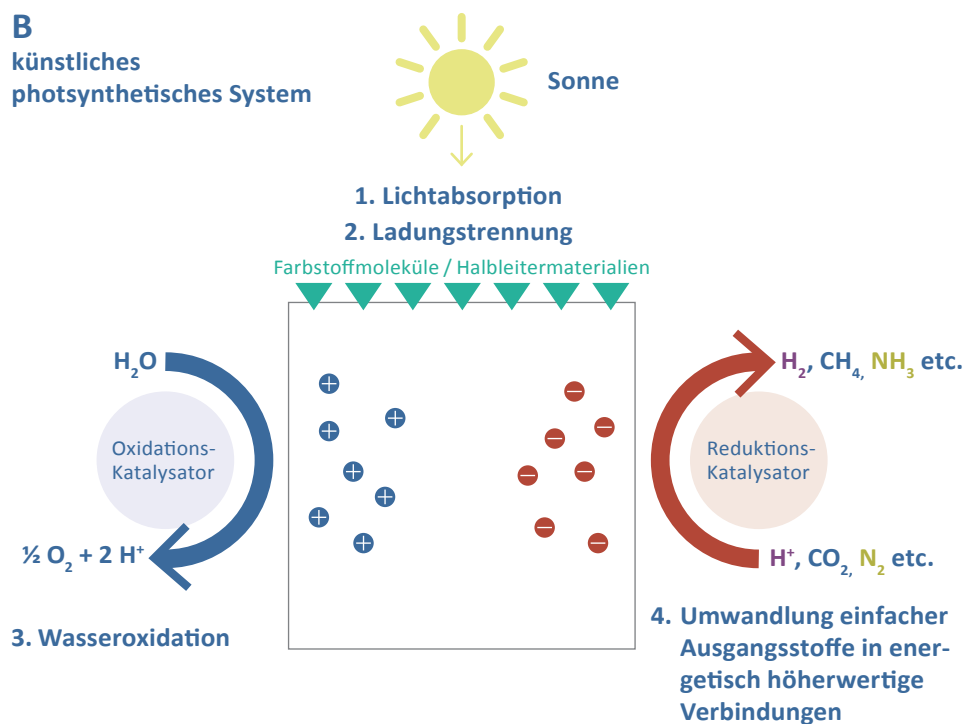 B
künstliches
photsynthetisches System
Sonne
1. Lichtabsorption
2. Ladungstrennung
Farbstoffmoleküle / Halbleitermaterialien
H₂O
Oxidations-
Katalysator
½ O₂ + 2 H⁺
3. Wasseroxidation
H₂, CH₄, NH₃ etc.
Reduktions-
Katalysator
H⁺, CO₂, N₂ etc.
4. Umwandlung einfacher
Ausgangsstoffe in ener-
getisch höherwertige
Verbindungen